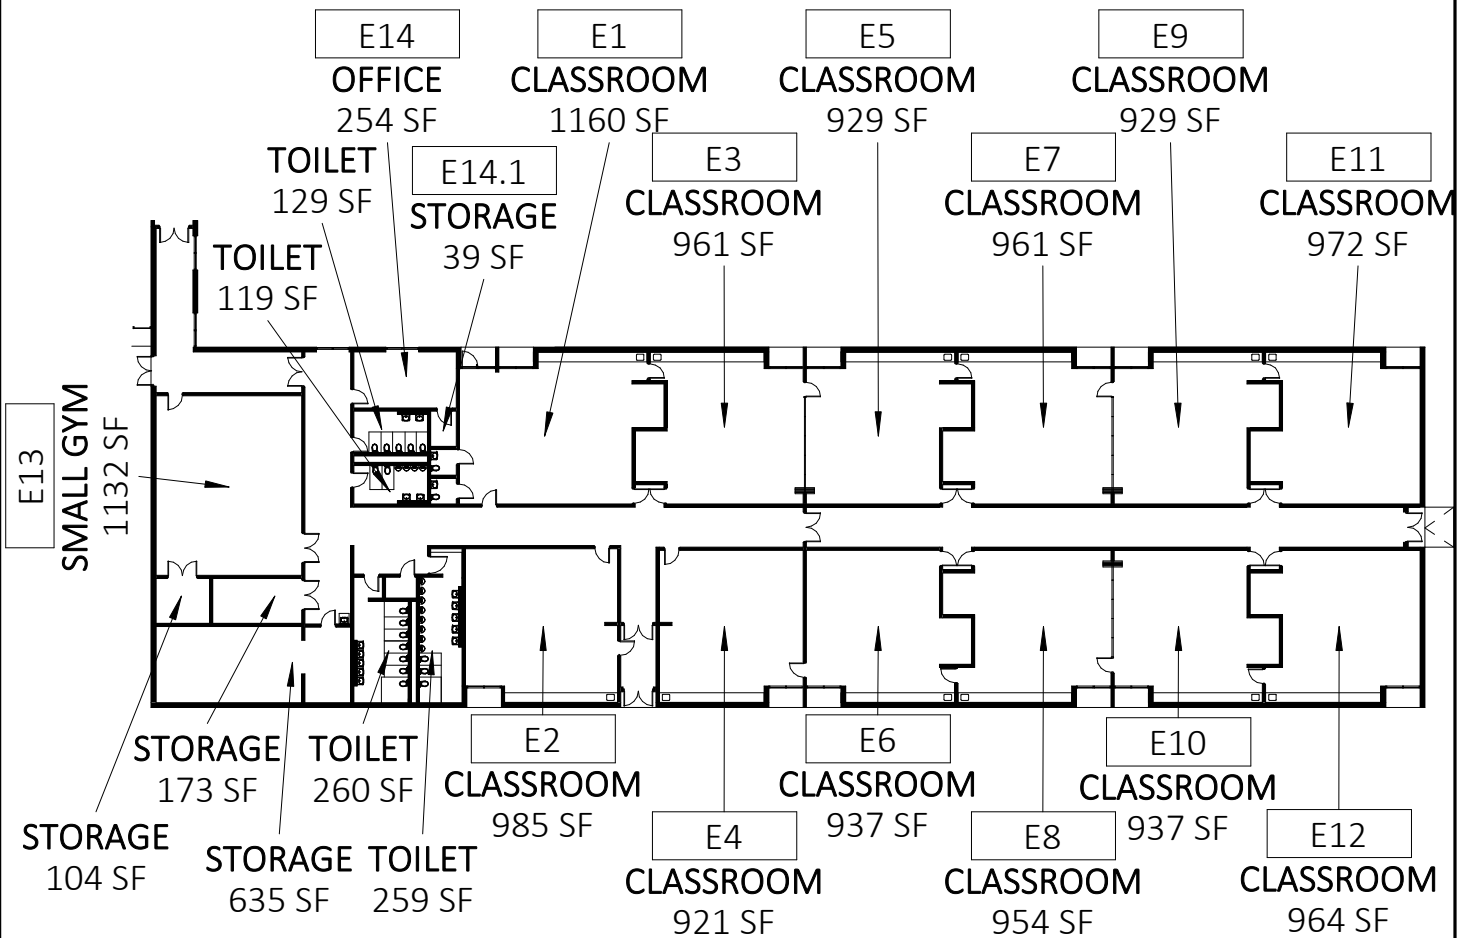 E14
OFFICE
254 SF
E1
CLASSROOM
1160 SF
E5
CLASSROOM
929 SF
E9
CLASSROOM
929 SF
TOILET
129 SF
E14.1
STORAGE
39 SF
E3
CLASSROOM
961 SF
E7
CLASSROOM
961 SF
E11
CLASSROOM
972 SF
TOILET
119 SF
E13
SMALL GYM
1132 SF
STORAGE
104 SF
STORAGE
173 SF
STORAGE
635 SF
TOILET
260 SF
TOILET
259 SF
E2
CLASSROOM
985 SF
E4
CLASSROOM
921 SF
E6
CLASSROOM
937 SF
E8
CLASSROOM
954 SF
E10
CLASSROOM
937 SF
E12
CLASSROOM
964 SF